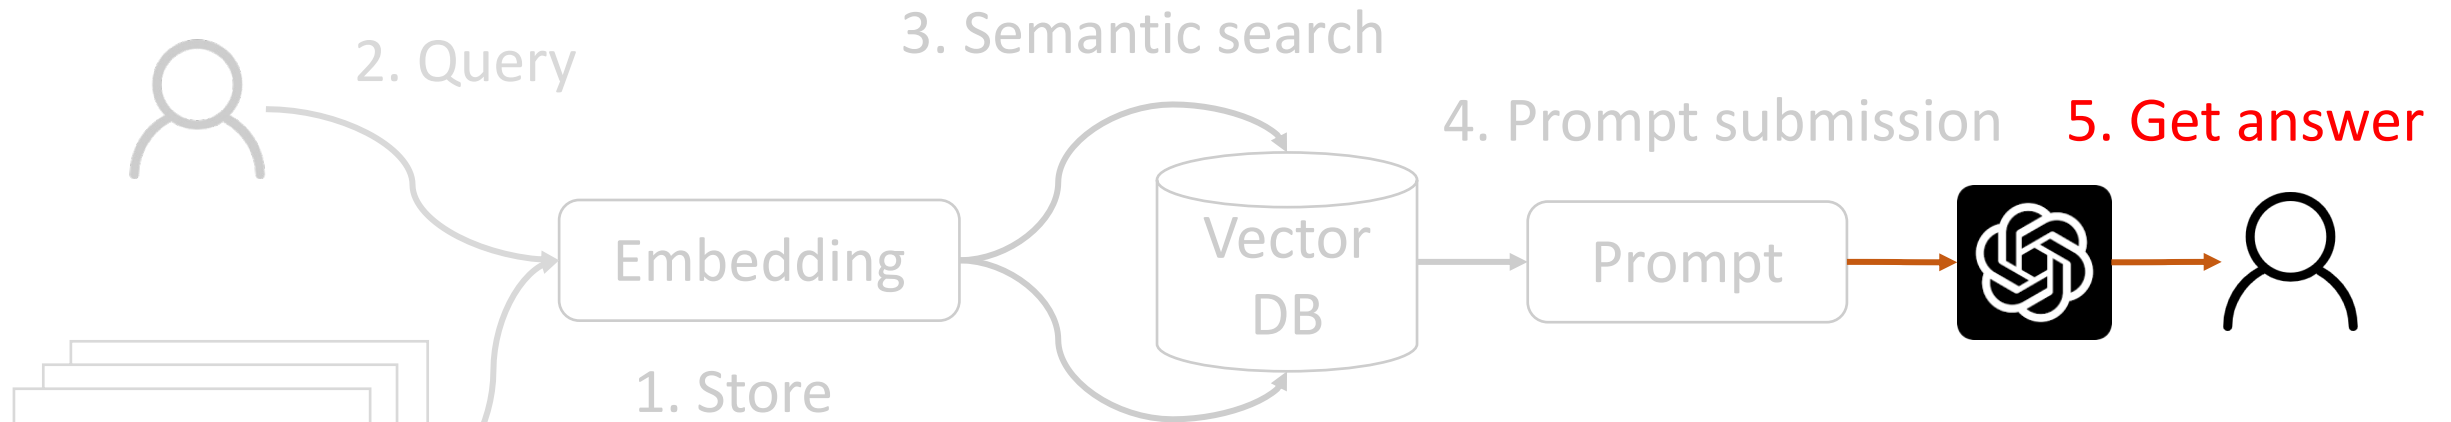 3. Semantic search
2. Query
4. Prompt submission
5. Get answer
Embedding
Vector
DB
Prompt
1. Store